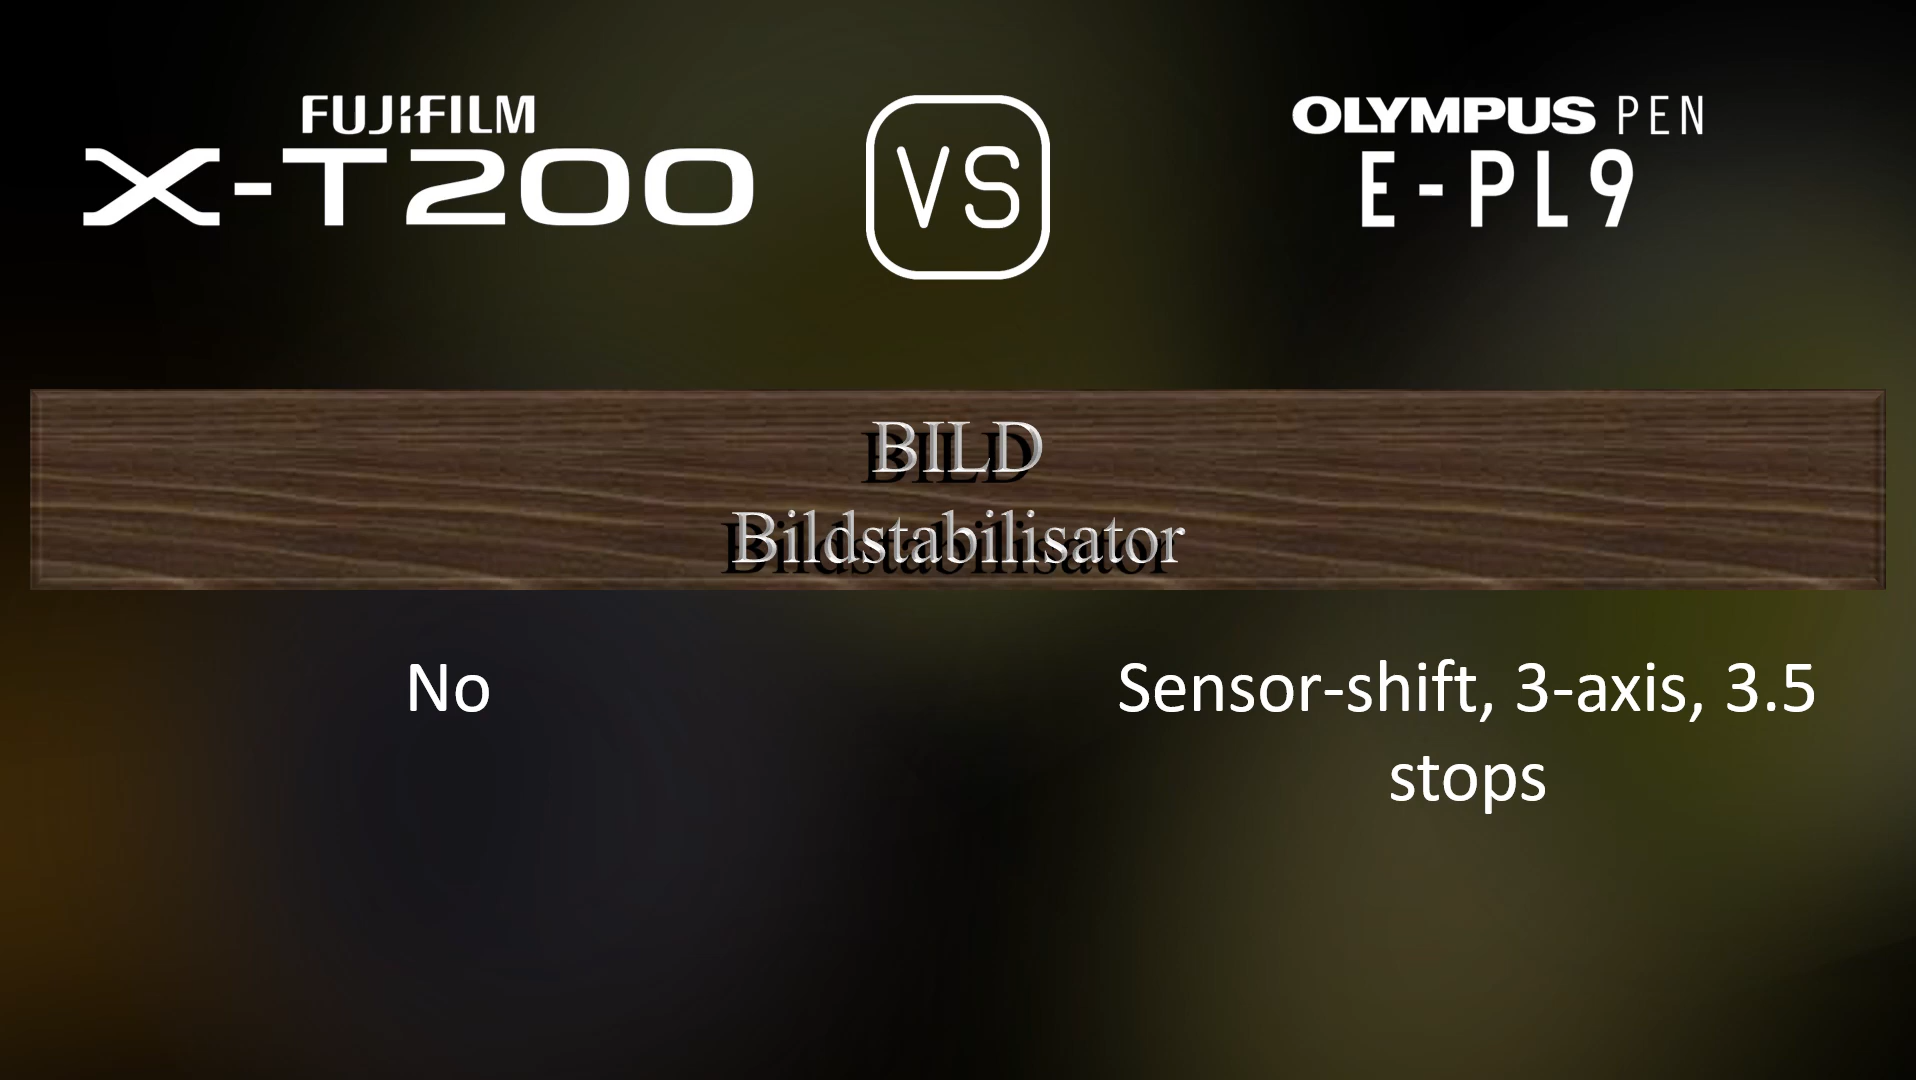 FUJIFILM
X-T200
VS
OLYMPUS PEN
E-PL9
BILD
Bildstabilisator
No
Sensor-shift, 3-axis, 3.5
stops